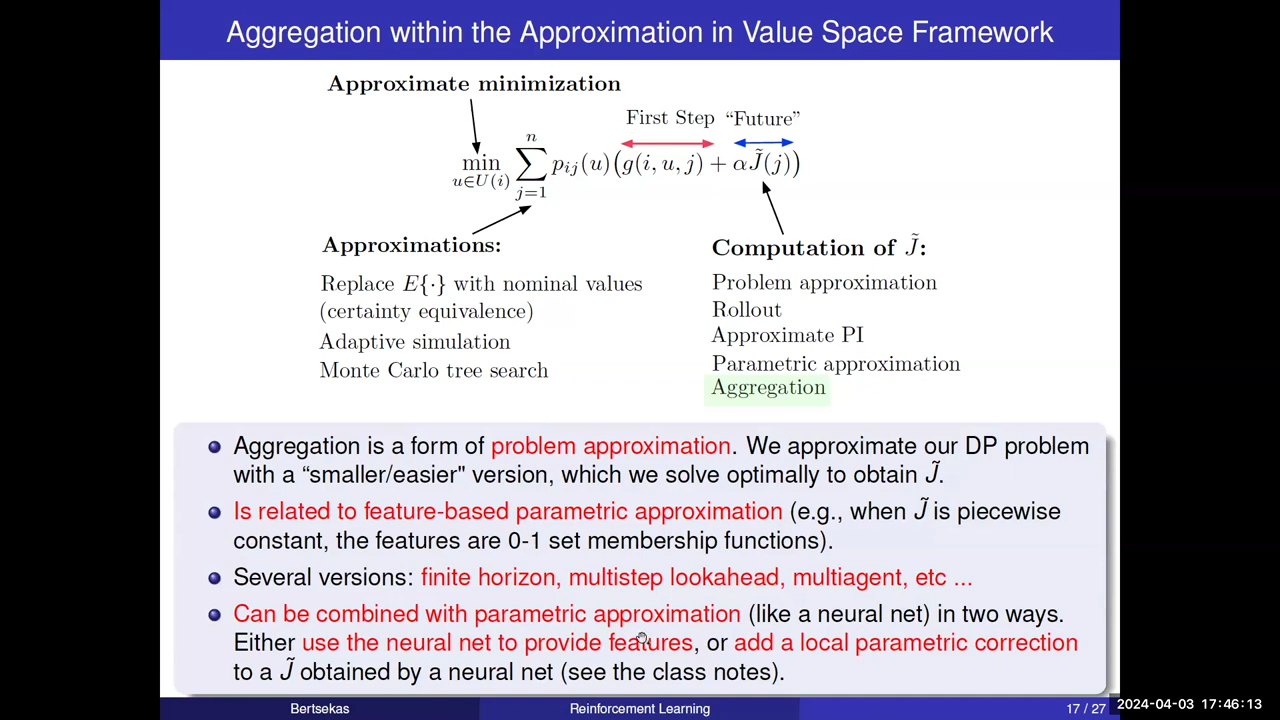 Aggregation within the Approximation in Value Space Framework
Approximate minimization
First Step “Future”
min_{u∈U(i)} ∑_{j=1}^{n} p_{ij}(u)(g(i, u, j) + αJ̃(j))
Approximations:
Replace E{·} with nominal values
(certainty equivalence)
Adaptive simulation
Monte Carlo tree search
Computation of J̃:
Problem approximation
Rollout
Approximate PI
Parametric approximation
Aggregation
Aggregation is a form of problem approximation. We approximate our DP problem
with a “smaller/easier" version, which we solve optimally to obtain J̃.
Is related to feature-based parametric approximation (e.g., when J̃ is piecewise
constant, the features are 0-1 set membership functions).
Several versions: finite horizon, multistep lookahead, multiagent, etc ...
Can be combined with parametric approximation (like a neural net) in two ways.
Either use the neural net to provide features, or add a local parametric correction
to a J̃ obtained by a neural net (see the class notes).
Bertsekas Reinforcement Learning 17 / 27
2024-04-03 17:46:13